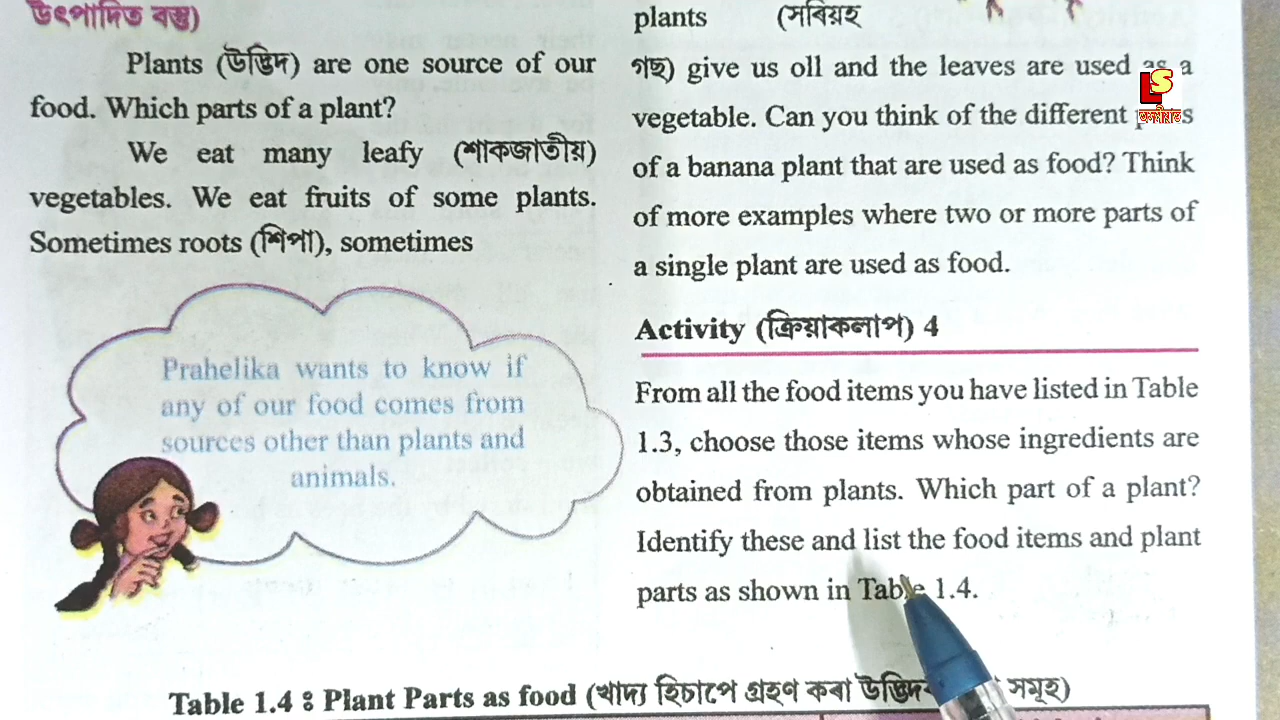 উৎপাদিত বস্তু)
Plants (উদ্ভিদ) are one source of our
food. Which parts of a plant?
We eat many leafy (শাকজাতীয়)
vegetables. We eat fruits of some plants.
Sometimes roots (শিপা), sometimes
Prahelika wants to know if
any of our food comes from
sources other than plants and
animals.
plants (সৰিয়হ
গছ) give us oll and the leaves are used as a
vegetable. Can you think of the different
of a banana plant that are used as food? Think
of more examples where two or more parts of
a single plant are used as food.
LS
Activity (ক্ৰিয়াকলাপ) 4
From all the food items you have listed in Table
1.3, choose those items whose ingredients are
obtained from plants. Which part of a plant?
Identify these and list the food items and plant
parts as shown in Table 1.4.
Table 1.4 ঃ Plant Parts as food (খাদ্য হিচাপে গ্ৰহণ কৰা সমূহ)